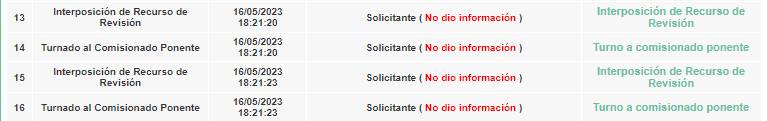 13 Interposición de Recurso de Revisión 16/05/2023 18:21:20 Solicitante ( No dio información ) Interposición de Recurso de Revisión
14 Turnado al Comisionado Ponente 16/05/2023 18:21:20 Solicitante ( No dio información ) Turno a comisionado ponente
15 Interposición de Recurso de Revisión 16/05/2023 18:21:23 Solicitante ( No dio información ) Interposición de Recurso de Revisión
16 Turnado al Comisionado Ponente 16/05/2023 18:21:23 Solicitante ( No dio información ) Turno a comisionado ponente